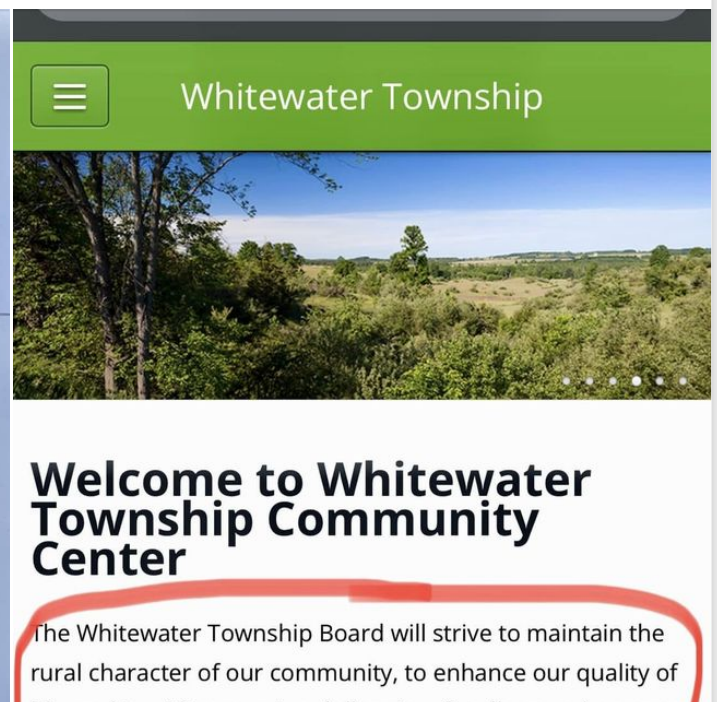 Whitewater Township
Welcome to Whitewater
Township Community
Center
The Whitewater Township Board will strive to maintain the
rural character of our community, to enhance our quality of